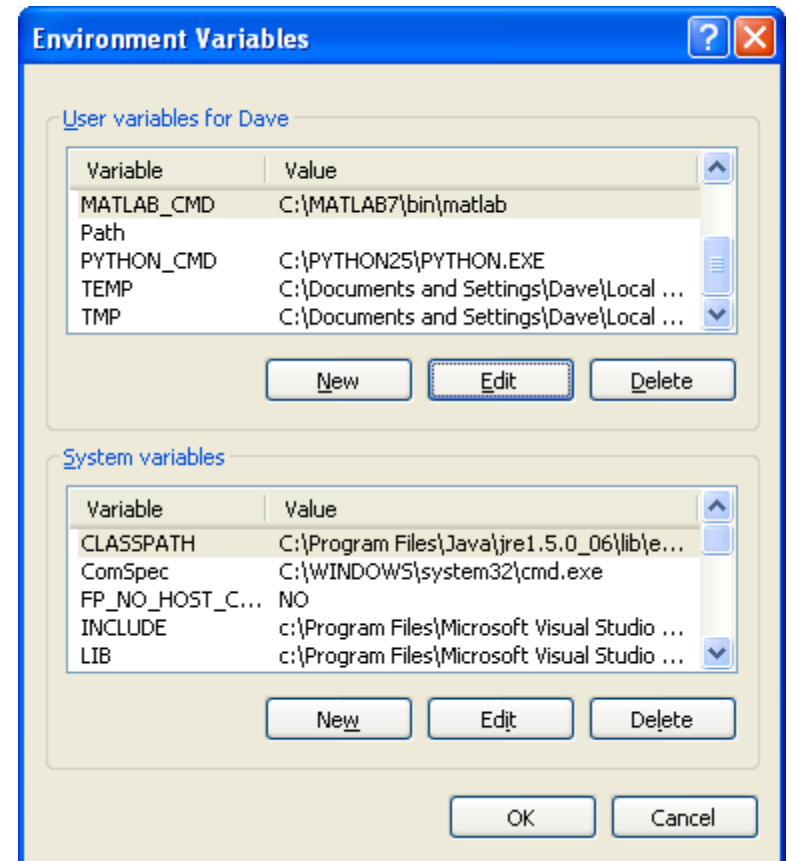 Environment Variables
User variables for Dave
Variable Value
MATLAB_CMD C:\MATLAB7\bin\matlab
Path
PYTHON_CMD C:\PYTHON25\PYTHON.EXE
TEMP C:\Documents and Settings\Dave\Local ...
TMP C:\Documents and Settings\Dave\Local ...
New Edit Delete
System variables
Variable Value
CLASSPATH C:\Program Files\Java\jre1.5.0_06\lib\e...
ComSpec C:\WINDOWS\system32\cmd.exe
FP_NO_HOST_C... NO
INCLUDE c:\Program Files\Microsoft Visual Studio ...
LIB c:\Program Files\Microsoft Visual Studio ...
New Edit Delete
OK Cancel